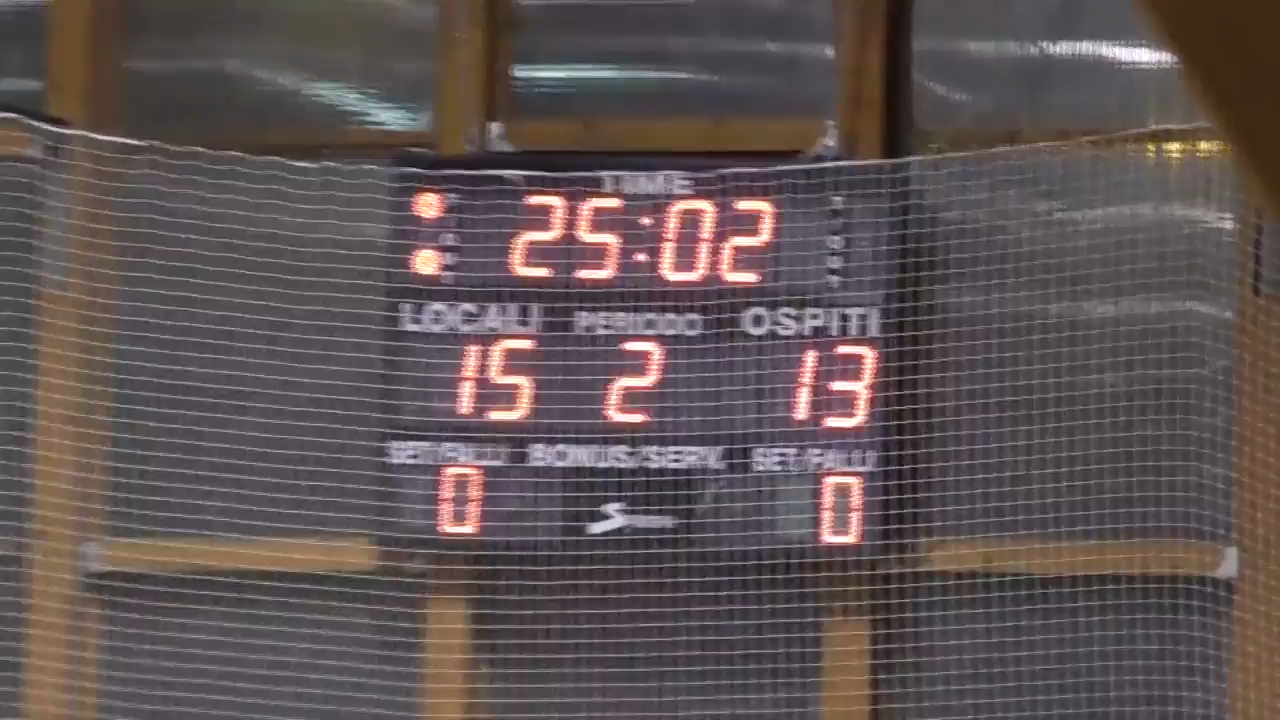 TIME
25:02
LOCALI PERIODO OSPITI
15 2 13
SET/FALLI BONUS/SERV. SET/FALLI
0 0